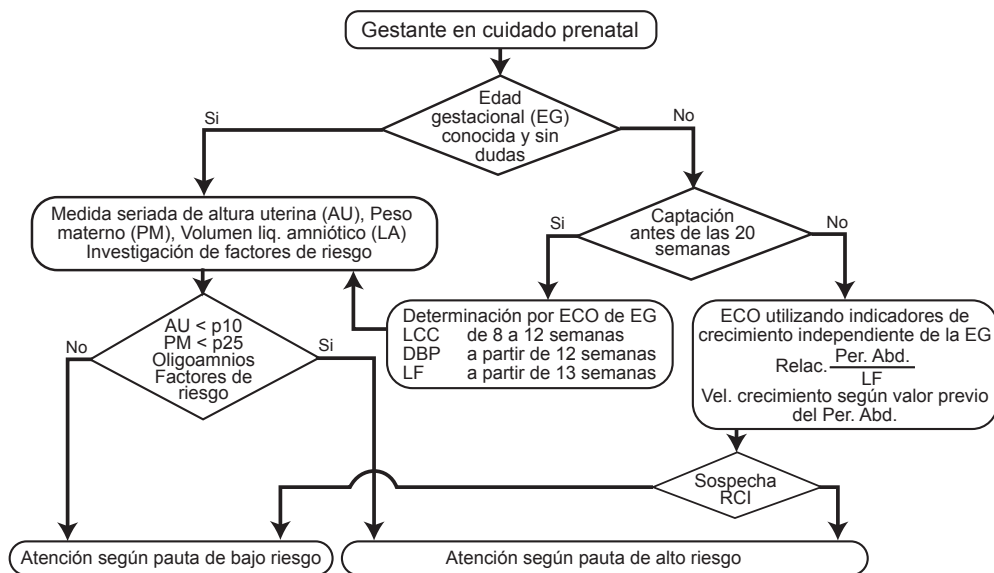 Gestante en cuidado prenatal
Edad
gestacional (EG)
conocida y sin
dudas
Si
No
Medida seriada de altura uterina (AU), Peso
materno (PM), Volumen liq. amniótico (LA)
Investigación de factores de riesgo
Captación
antes de las 20
semanas
Si
No
Determinación por ECO de EG
LCC de 8 a 12 semanas
DBP a partir de 12 semanas
LF a partir de 13 semanas
ECO utilizando indicadores
de crecimiento independiente de la EG
Relac. Per. Abd.
LF
Vel. crecimiento según valor previo
del Per. Abd.
AU < p10
PM < p25
Oligoamnios
Factores de
riesgo
No
Si
Sospecha
RCI
Atención según pauta de bajo riesgo
Atención según pauta de alto riesgo